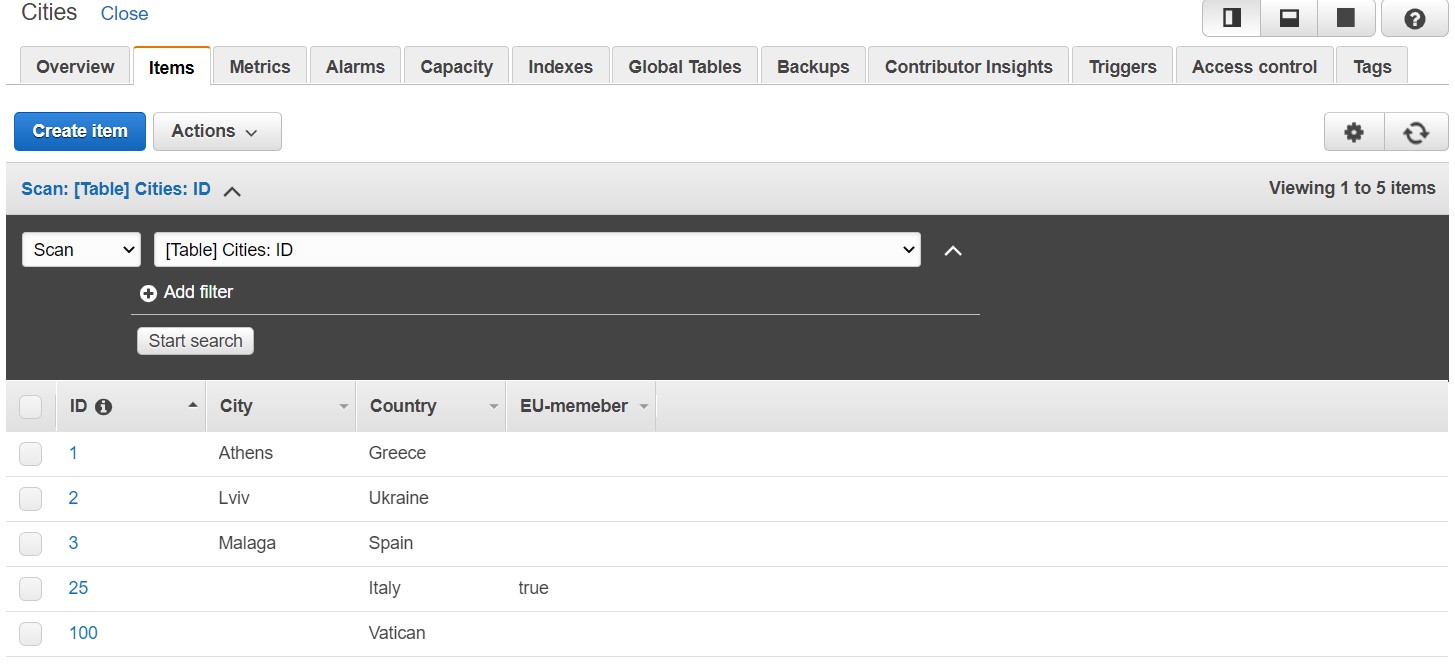 Cities Close
Overview Items Metrics Alarms Capacity Indexes Global Tables Backups Contributor Insights Triggers Access control Tags
Create item Actions
Scan: [Table] Cities: ID Viewing 1 to 5 items
Scan [Table] Cities: ID
Add filter
Start search
ID City Country EU-memeber
1 Athens Greece
2 Lviv Ukraine
3 Malaga Spain
25 Italy true
100 Vatican